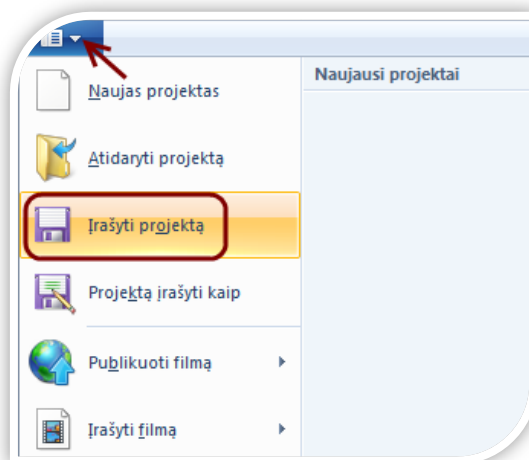 Naujas projektas
Naujausi projektai
Atidaryti projektą
Įrašyti projektą
Projektą įrašyti kaip
Publikuoti filmą
Įrašyti filmą